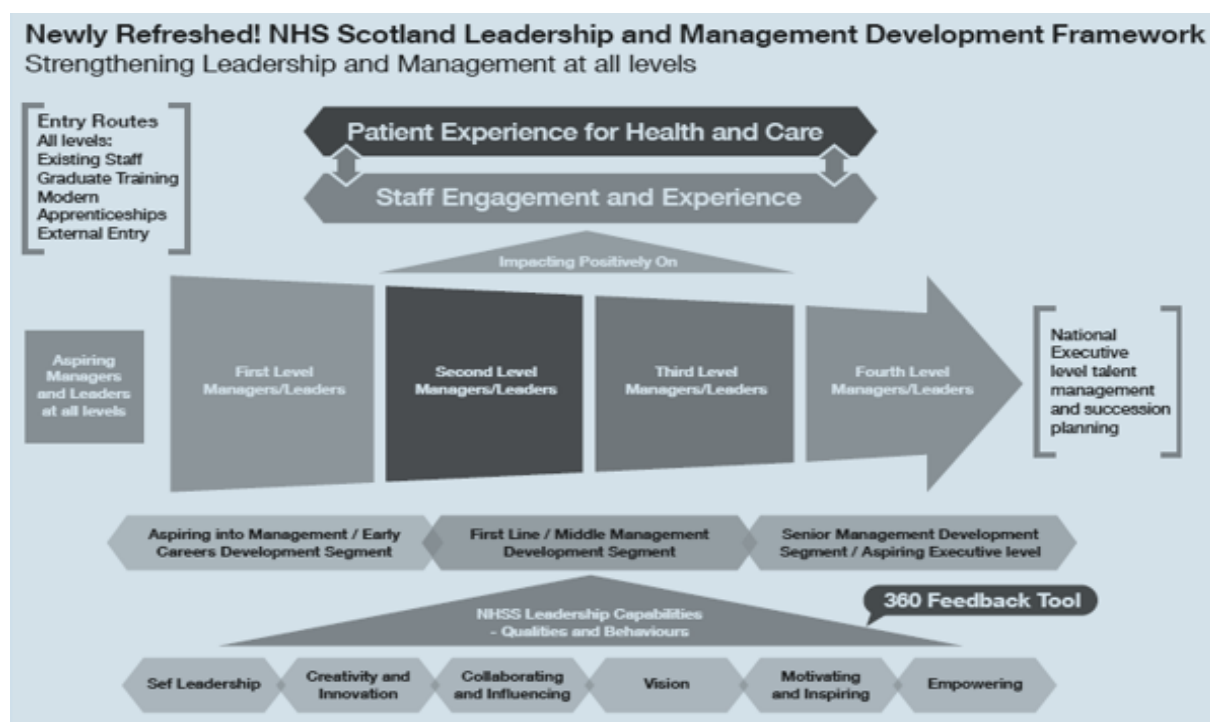 Newly Refreshed! NHS Scotland Leadership and Management Development Framework
Strengthening Leadership and Management at all levels
Entry Routes
All levels:
Existing Staff
Graduate Training
Modern
Apprenticeships
External Entry
Patient Experience for Health and Care
Staff Engagement and Experience
Impacting Positively On
Aspiring
Managers
and Leaders
at all levels
First Level
Managers/Leaders
Second Level
Managers/Leaders
Third Level
Managers/Leaders
Fourth Level
Managers/Leaders
National
Executive
level talent
management
and succession
planning
Aspiring into Management / Early
Careers Development Segment
First Line / Middle Management
Development Segment
Senior Management Development
Segment / Aspiring Executive level
360 Feedback Tool
NHSS Leadership Capabilities
- Qualities and Behaviours
Sef Leadership
Creativity and
Innovation
Collaborating
and Influencing
Vision
Motivating
and Inspiring
Empowering